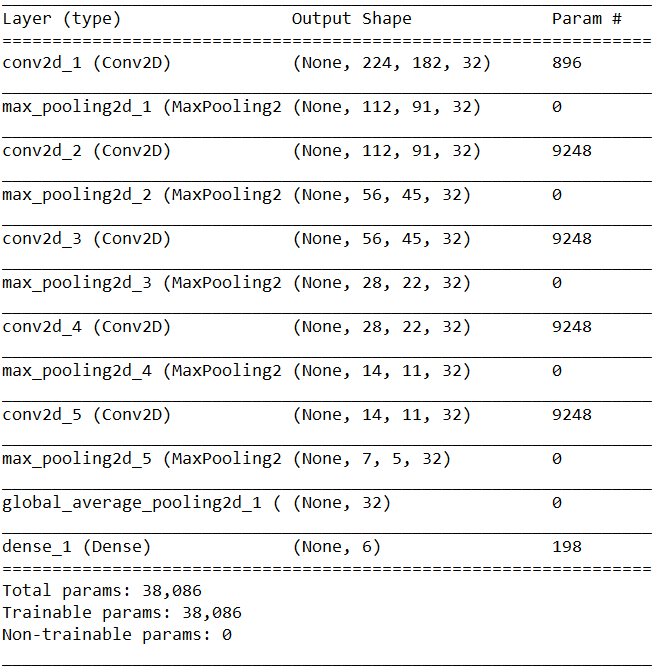 Layer (type) Output Shape Param #
=================================================================
conv2d_1 (Conv2D) (None, 224, 182, 32) 896
max_pooling2d_1 (MaxPooling2 (None, 112, 91, 32) 0
conv2d_2 (Conv2D) (None, 112, 91, 32) 9248
max_pooling2d_2 (MaxPooling2 (None, 56, 45, 32) 0
conv2d_3 (Conv2D) (None, 56, 45, 32) 9248
max_pooling2d_3 (MaxPooling2 (None, 28, 22, 32) 0
conv2d_4 (Conv2D) (None, 28, 22, 32) 9248
max_pooling2d_4 (MaxPooling2 (None, 14, 11, 32) 0
conv2d_5 (Conv2D) (None, 14, 11, 32) 9248
max_pooling2d_5 (MaxPooling2 (None, 7, 5, 32) 0
global_average_pooling2d_1 ( (None, 32) 0
dense_1 (Dense) (None, 6) 198
=================================================================
Total params: 38,086
Trainable params: 38,086
Non-trainable params: 0